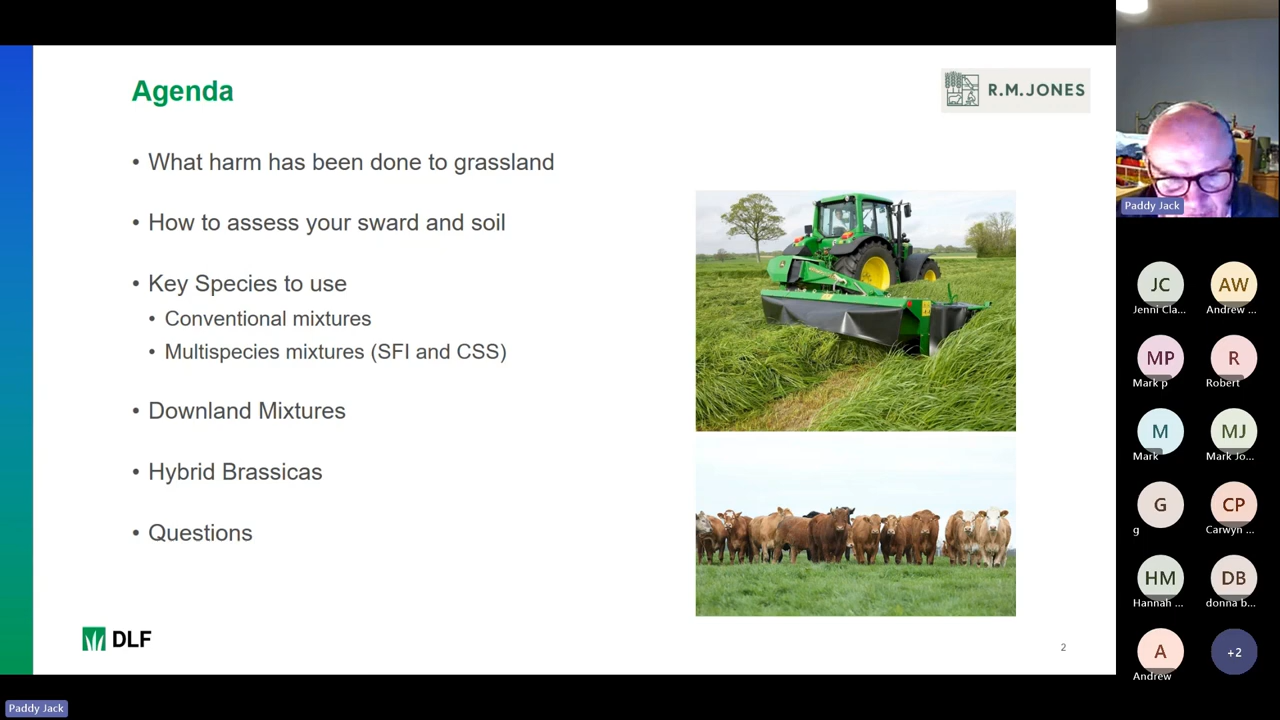 Agenda
R.M.JONES
• What harm has been done to grassland
• How to assess your sward and soil
• Key Species to use
• Conventional mixtures
• Multispecies mixtures (SFI and CSS)
• Downland Mixtures
• Hybrid Brassicas
• Questions
DLF
2
Paddy Jack
JC
Jenni Cla...
AW
Andrew ...
MP
Mark p
R
Robert
M
Mark
MJ
Mark Jo...
G
g
CP
Carwyn ...
HM
Hannah ...
DB
donna b...
A
Andrew
+2
Paddy Jack